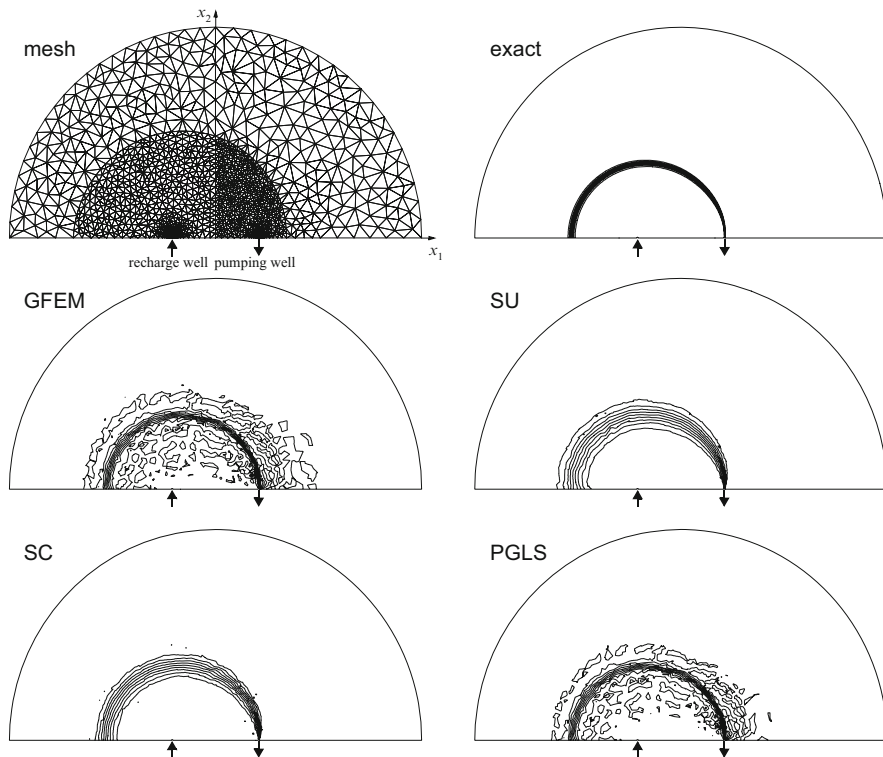 x2
mesh
exact
x1
recharge well pumping well
GFEM
SU
SC
PGLS